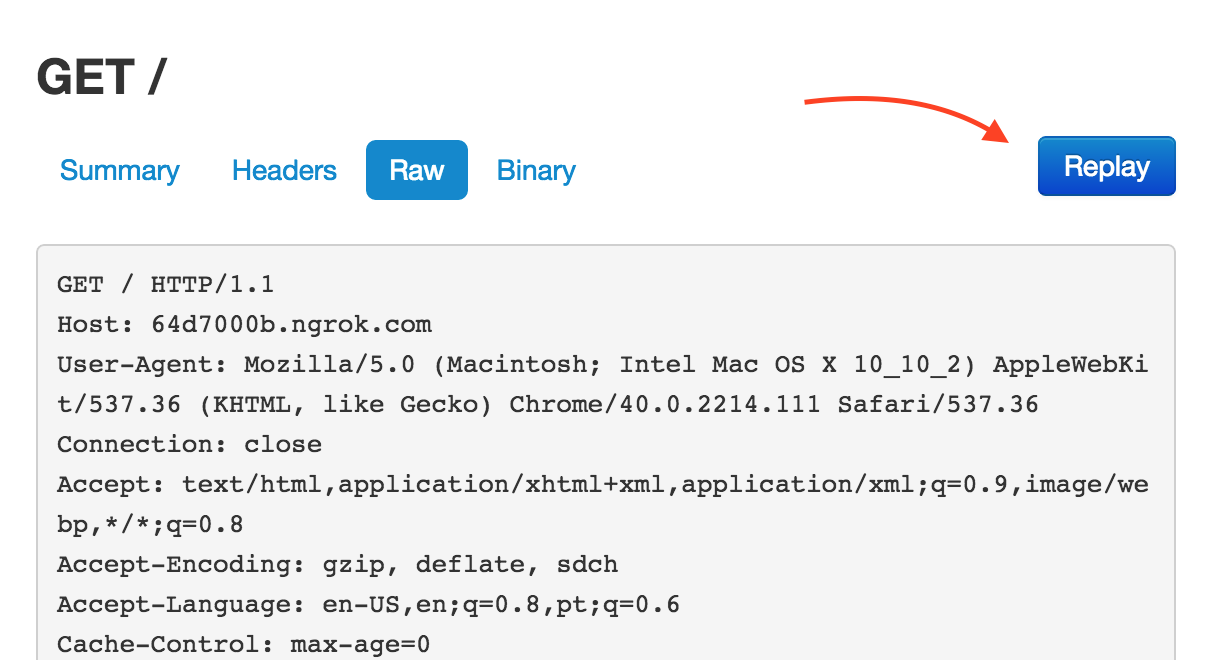 GET /
Summary Headers Raw Binary Replay
GET / HTTP/1.1
Host: 64d7000b.ngrok.com
User-Agent: Mozilla/5.0 (Macintosh; Intel Mac OS X 10_10_2) AppleWebKi
t/537.36 (KHTML, like Gecko) Chrome/40.0.2214.111 Safari/537.36
Connection: close
Accept: text/html,application/xhtml+xml,application/xml;q=0.9,image/we
bp,*/*;q=0.8
Accept-Encoding: gzip, deflate, sdch
Accept-Language: en-US,en;q=0.8,pt;q=0.6
Cache-Control: max-age=0